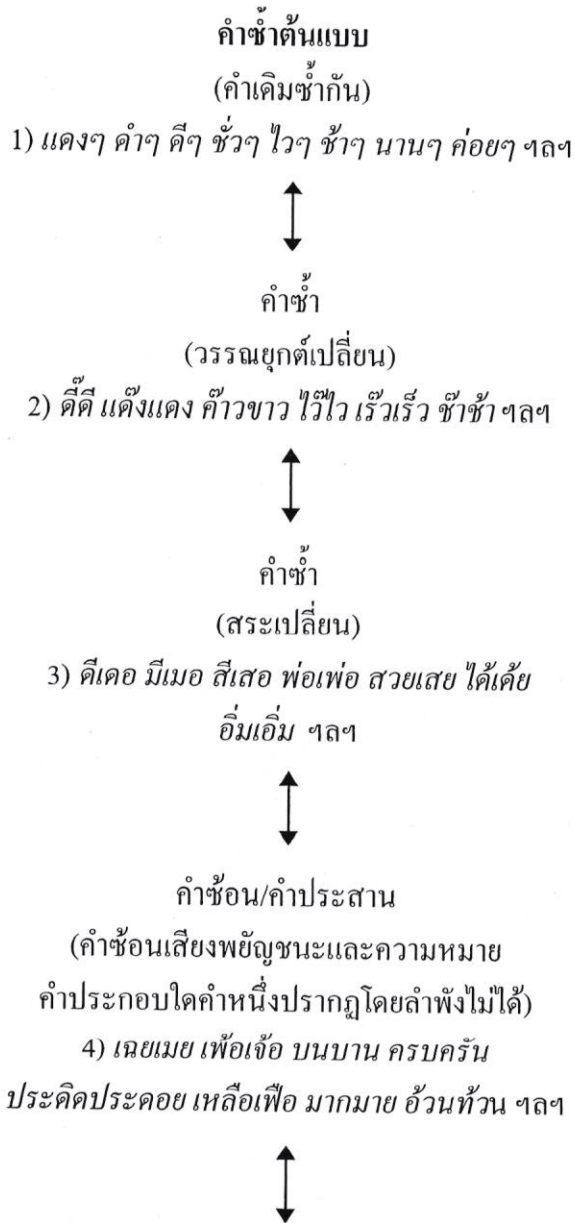 คำซ้ำต้นแบบ
(คำเดิมซ้ำกัน)
1) แดงๆ ดำๆ ดีๆ ชั่วๆ ไวๆ ช้าๆ นานๆ ค่อยๆ ฯลฯ
คำซ้ำ
(วรรณยุกต์เปลี่ยน)
2) ดี๊ดี แด๊งแดง ค๊าวขาว ไว๊ไว เร๊วเร็ว ช๊าช้า ฯลฯ
คำซ้ำ
(สระเปลี่ยน)
3) ดีเดอ มีเมอ สีเสอ พ่อเพ่อ สวยเสย ได้เด้ย
อิ่มเอิ่ม ฯลฯ
คำซ้อน/คำประสาน
(คำซ้อนเสียงพยัญชนะและความหมาย
คำประกอบใดคำหนึ่งปรากฏโดยลำพังไม่ได้)
4) เฉยเมย เพ้อเจ้อ บนบาน ครบครัน
ประดิดประดอย เหลือเฟือ มากมาย อ้วนท้วน ฯลฯ